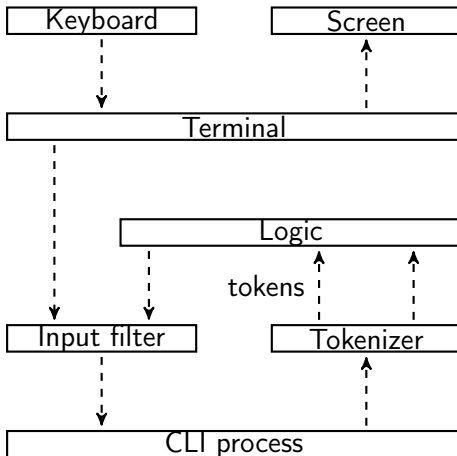 Keyboard
Screen
Terminal
Logic
tokens
Input filter
Tokenizer
CLI process